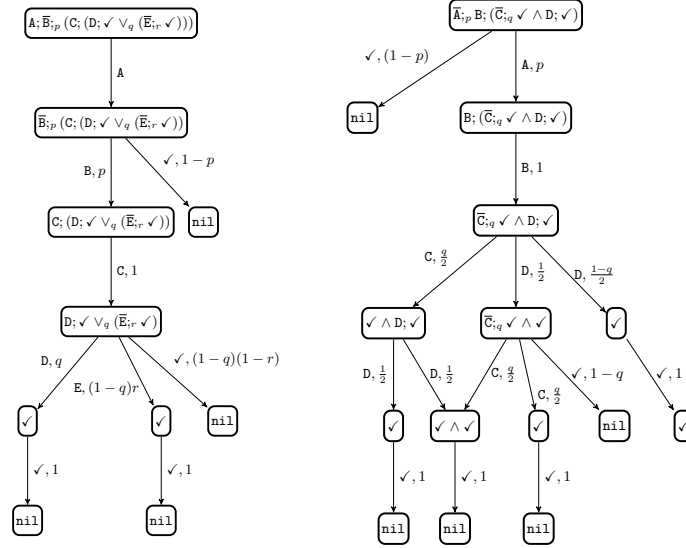 A; B̅;ₚ (C; (D; ✓ ∨_q (E̅;ᵣ ✓)))
A
B̅;ₚ (C; (D; ✓ ∨_q (E̅;ᵣ ✓))
B, p
✓, 1 − p
C; (D; ✓ ∨_q (E̅;ᵣ ✓))
nil
C, 1
D; ✓ ∨_q (E̅;ᵣ ✓)
D, q
E, (1 − q)r
✓, (1 − q)(1 − r)
✓
✓
nil
✓, 1
✓, 1
nil
nil
A̅;ₚ B; (C̅;_q ✓ ∧ D; ✓)
✓, (1 − p)
A, p
nil
B; (C̅;_q ✓ ∧ D; ✓)
B, 1
C̅;_q ✓ ∧ D; ✓
C, q/2
D, 1/2
D, (1−q)/2
✓ ∧ D; ✓
C̅;_q ✓ ∧ ✓
✓
D, 1/2
D, 1/2
C, q/2
C, q/2
✓, 1 − q
✓, 1
✓
✓ ∧ ✓
✓
nil
✓
✓, 1
✓, 1
✓, 1
nil
nil
nil